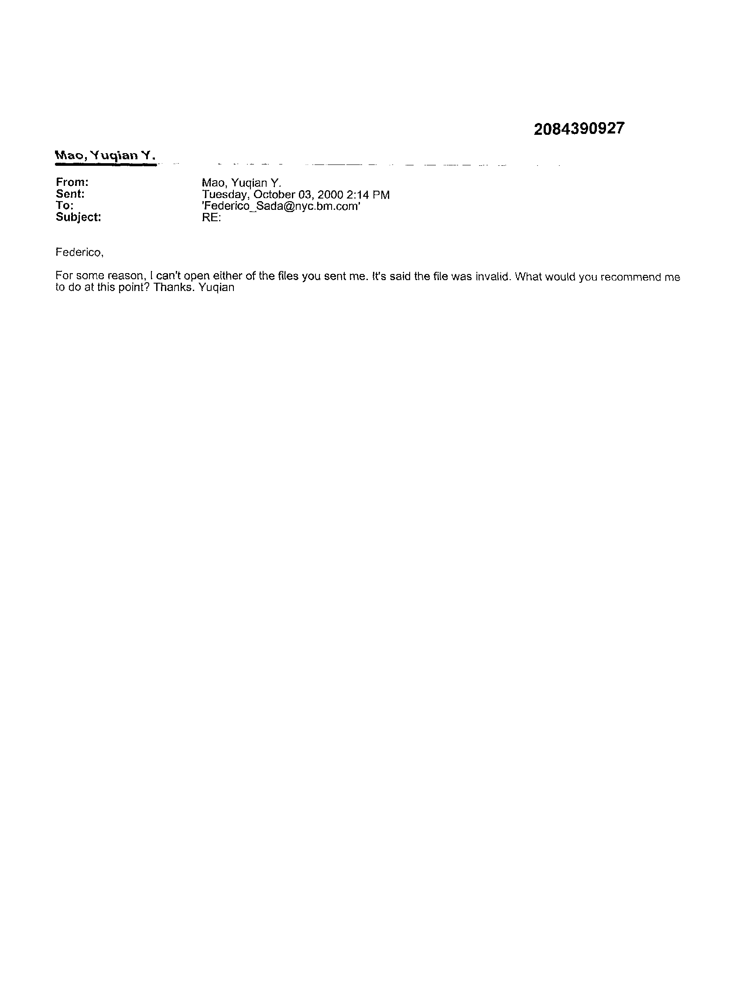 2084390927
Mao, Yuqian Y.
From: Mao, Yuqian Y.
Sent: Tuesday, October 03, 2000 2:14 PM
To: 'Federico_Sada@nyc.bm.com'
Subject: RE:
Federico,
For some reason, I can't open either of the files you sent me. It's said the file was invalid. What would you recommend me
to do at this point? Thanks. Yuqian